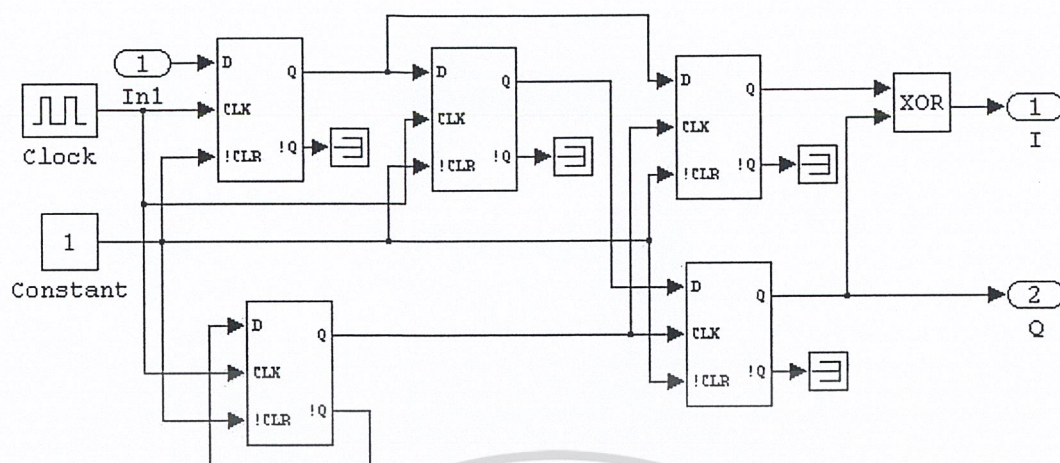 1
In1
Clock
1
Constant
D
CLK
!CLR
Q
!Q
D
CLK
!CLR
Q
!Q
D
CLK
!CLR
Q
!Q
XOR
1
I
D
CLK
!CLR
Q
!Q
2
Q
D
CLK
!CLR
Q
!Q